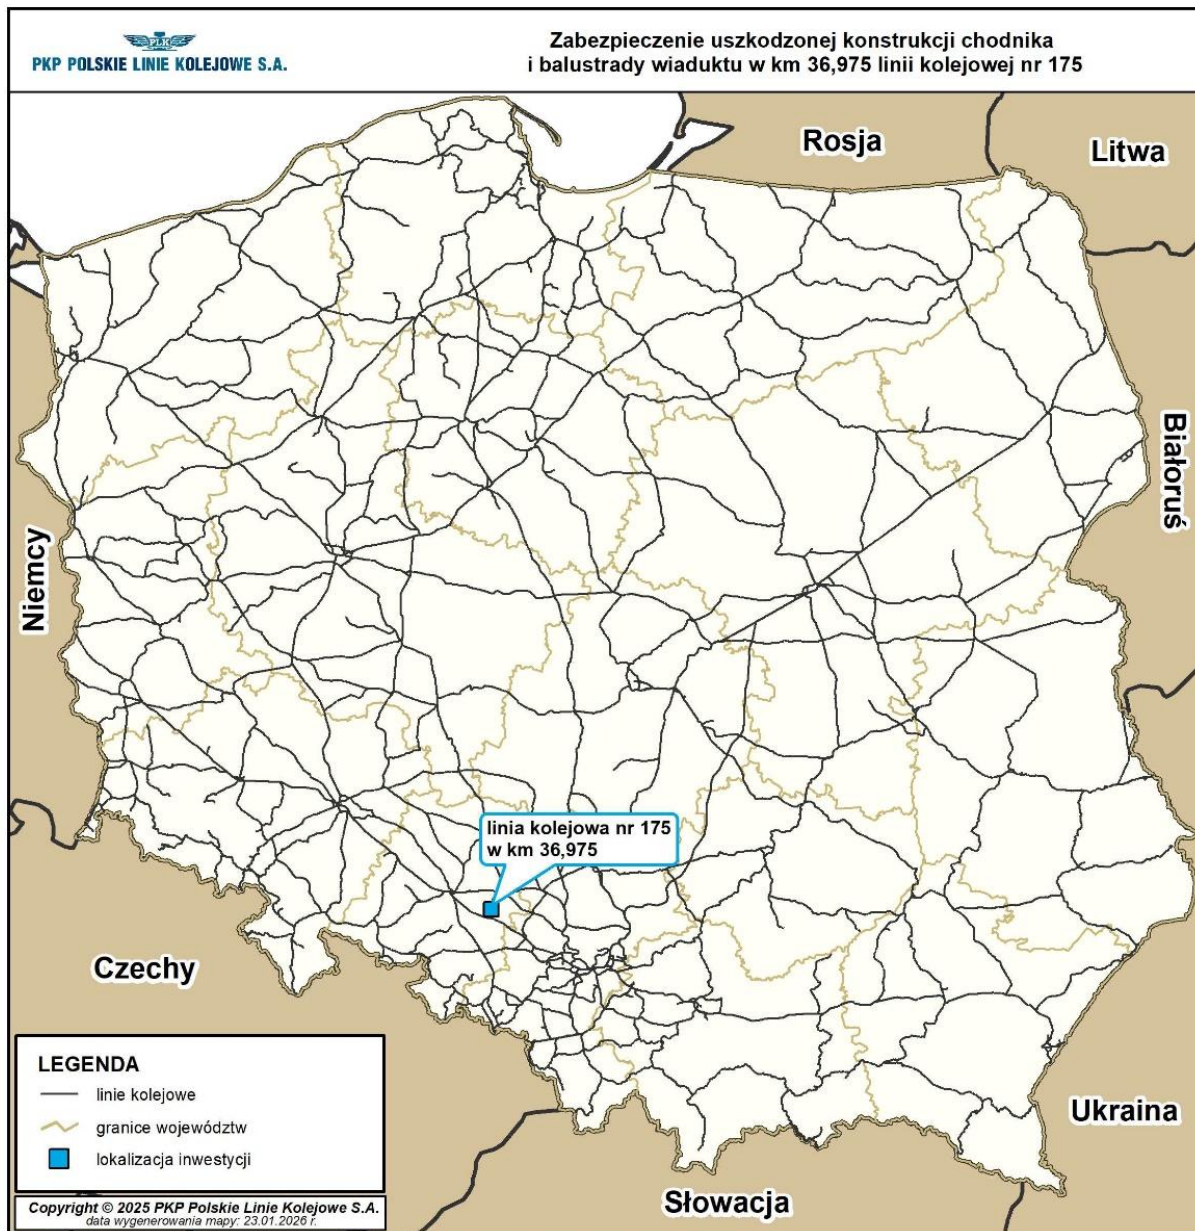 PLK
PKP POLSKIE LINIE KOLEJOWE S.A.
Zabezpieczenie uszkodzonej konstrukcji chodnika
i balustrady wiaduktu w km 36,975 linii kolejowej nr 175
Rosja
Litwa
Białoruś
Niemcy
linia kolejowa nr 175
w km 36,975
Czechy
LEGENDA
linie kolejowe
granice województw
lokalizacja inwestycji
Ukraina
Słowacja
Copyright © 2025 PKP Polskie Linie Kolejowe S.A.
data wygenerowania mapy: 23.01.2026 r.